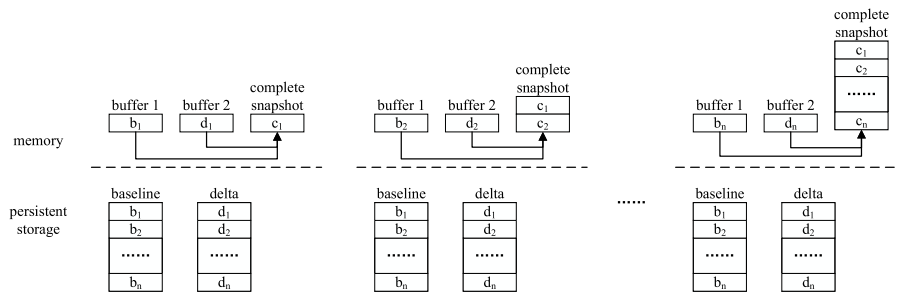 complete
snapshot
c1
c2
......
cn
buffer 1
bn
buffer 2
dn
complete
snapshot
c1
c2
buffer 1
b2
buffer 2
d2
complete
snapshot
c1
buffer 1
b1
buffer 2
d1
memory
persistent
storage
baseline
b1
b2
......
bn
delta
d1
d2
......
dn
baseline
b1
b2
......
bn
delta
d1
d2
......
dn
......
baseline
b1
b2
......
bn
delta
d1
d2
......
dn